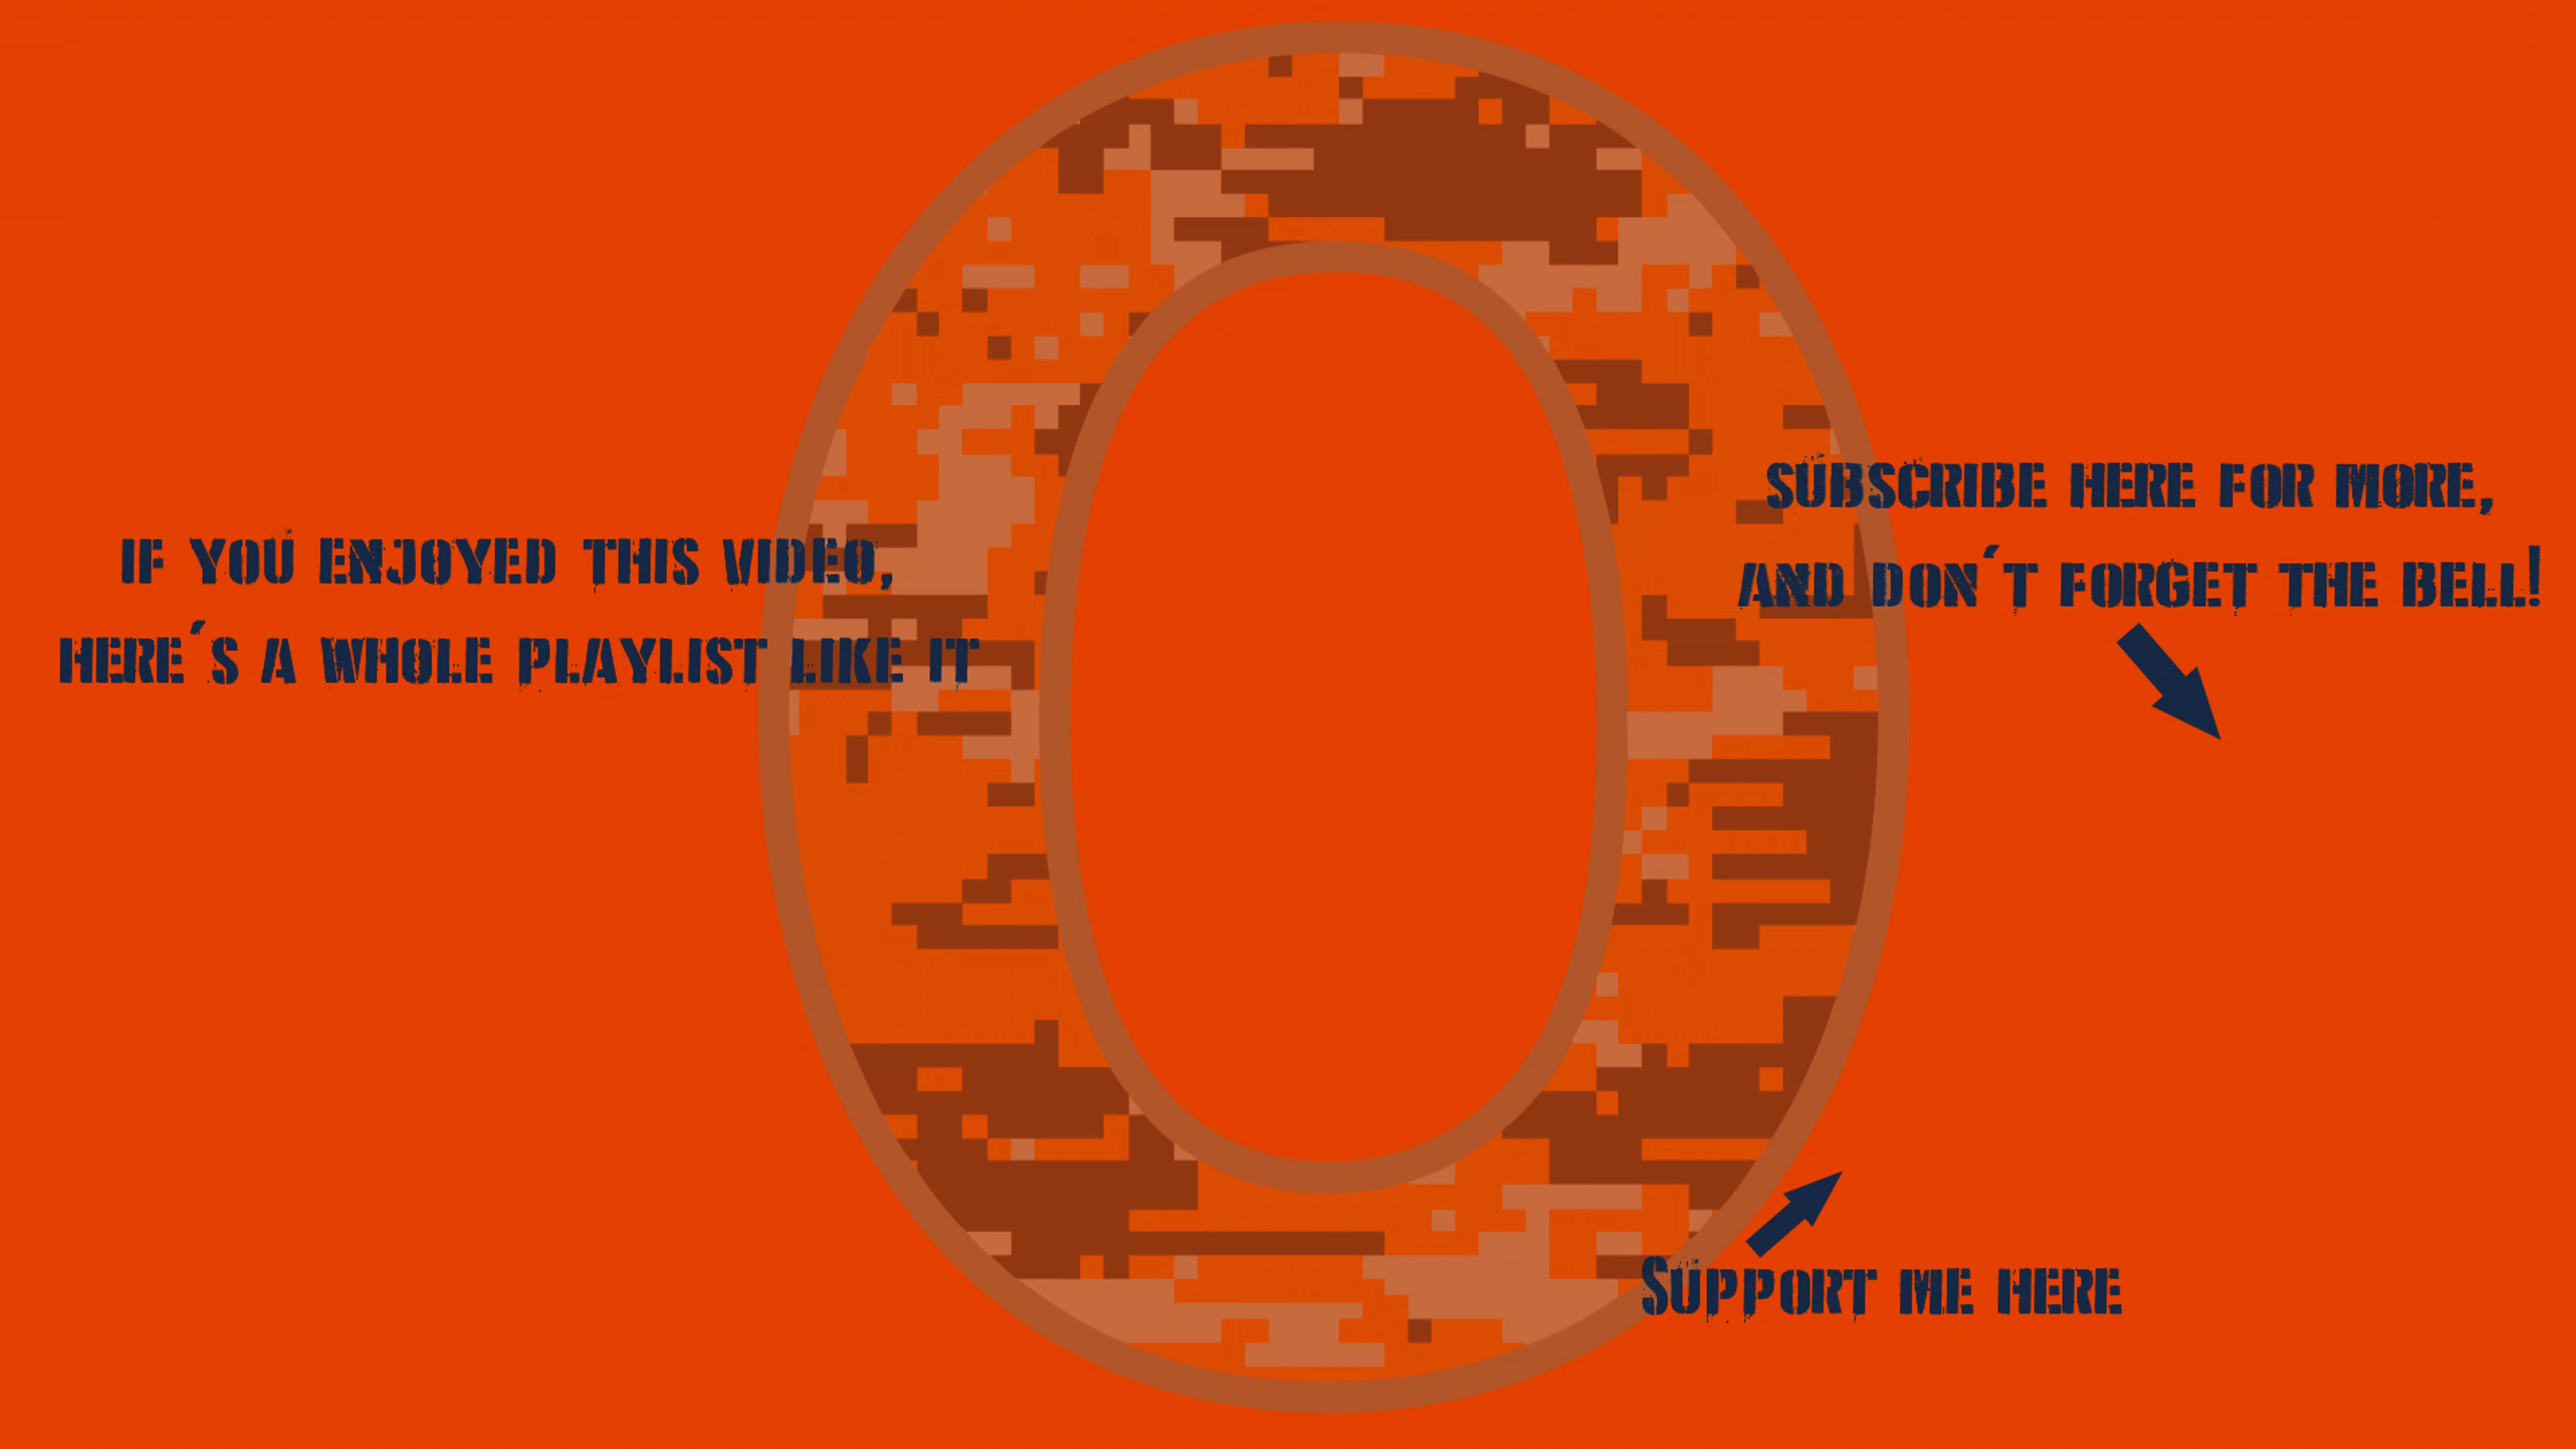 IF YOU ENJOYED THIS VIDEO,
HERE´S A WHOLE PLAYLIST LIKE IT
SUBSCRIBE HERE FOR MORE,
AND DON´T FORGET THE BELL!
SUPPORT ME HERE
O